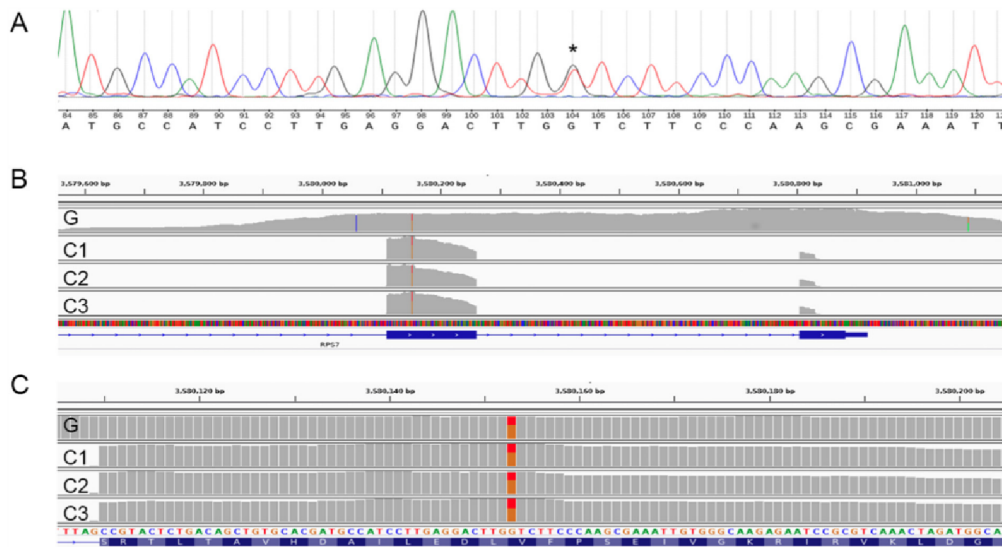 A
*
84 85 86 87 88 89 90 91 92 93 94 95 96 97 98 99 100 101 102 103 104 105 106 107 108 109 110 111 112 113 114 115 116 117 118 119 120
A T G C C A T C C T T G A G G A C T T G G T C T T C C C A A G C G A A A T T
B
3,579,600 bp 3,579,800 bp 3,580,000 bp 3,580,200 bp 3,580,400 bp 3,580,600 bp 3,580,800 bp 3,581,000 bp
G
C1
C2
C3
RPS7
C
3,580,120 bp 3,580,140 bp 3,580,160 bp 3,580,180 bp 3,580,200 bp
G
C1
C2
C3
TTAGCCGTACTCTGACAGCTGTGCACGATGCCATCCTTGAGGACTTGGTCTTCCCAAGCGAAATTGTGGGCAAGAGAATCCGCGTCAAACTAGATGGCA
S R T L T A V H D A I L E D L V F P S E I V G K R I R V K L D G